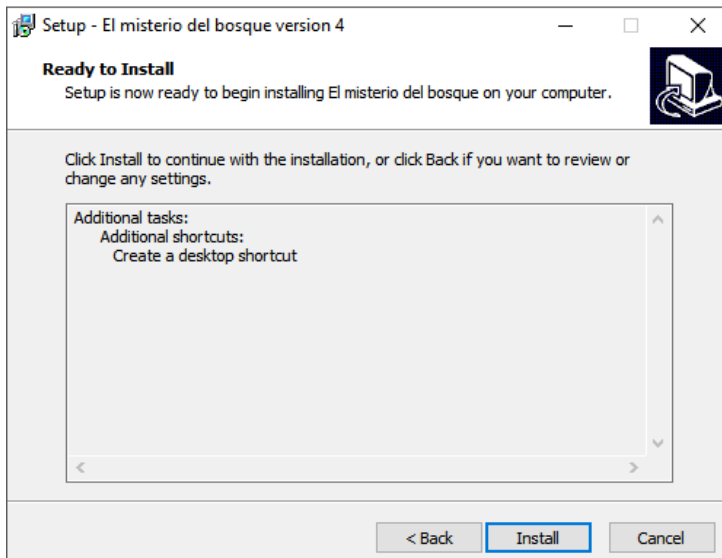 Setup - El misterio del bosque version 4
Ready to Install
Setup is now ready to begin installing El misterio del bosque on your computer.
Click Install to continue with the installation, or click Back if you want to review or
change any settings.
Additional tasks:
Additional shortcuts:
Create a desktop shortcut
< Back
Install
Cancel